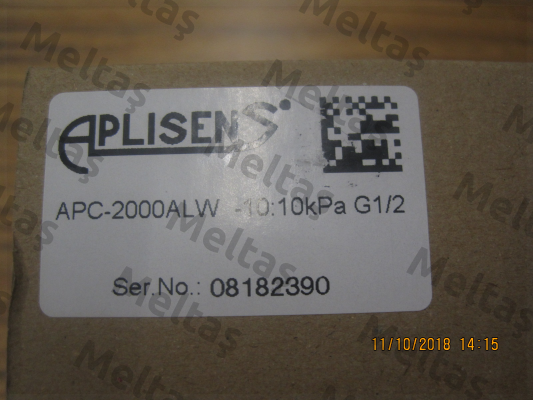 APLISENS
APC-2000ALW -10:10kPa G1/2
Ser.No.: 08182390
11/10/2018 14:15
Meltaş